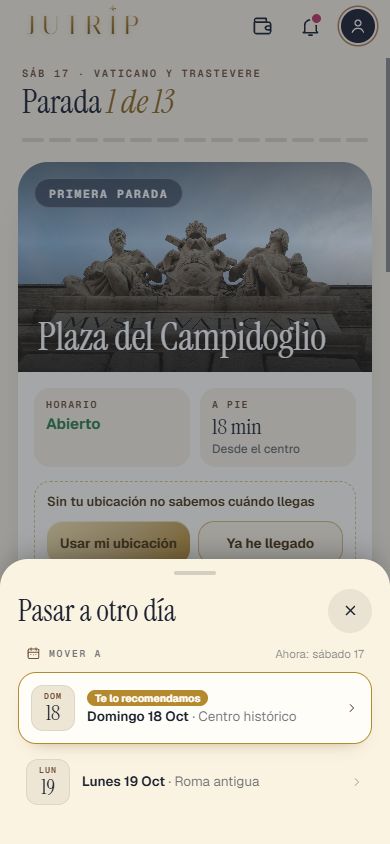 JUTRIP
SÁB 17 · VATICANO Y TRASTEVERE
Parada 1 de 13
PRIMERA PARADA
Plaza del Campidoglio
HORARIO
Abierto
A PIE
18 min
Desde el centro
Sin tu ubicación no sabemos cuándo llegas
Usar mi ubicación
Ya he llegado
Pasar a otro día
MOVER A
Ahora: sábado 17
DOM
18
Te lo recomendamos
Domingo 18 Oct · Centro histórico
LUN
19
Lunes 19 Oct · Roma antigua